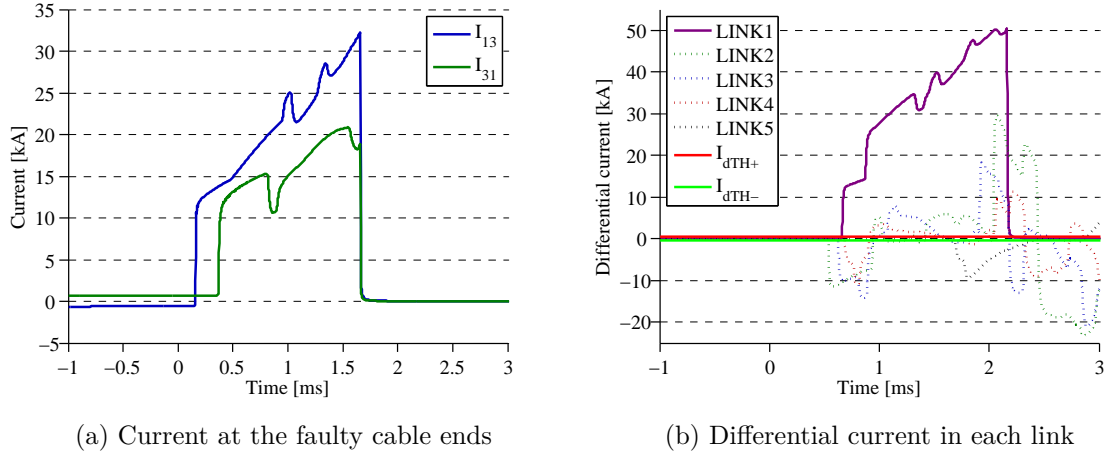 35
30
25
20
15
10
5
0
−5
Current [kA]
I13
I31
−1
−0.5
0
0.5
1
1.5
2
2.5
3
Time [ms]
(a) Current at the faulty cable ends
50
40
30
20
10
0
−10
−20
Differential current [kA]
LINK1
LINK2
LINK3
LINK4
LINK5
IdTH+
IdTH−
−1
0
1
2
3
Time [ms]
(b) Differential current in each link